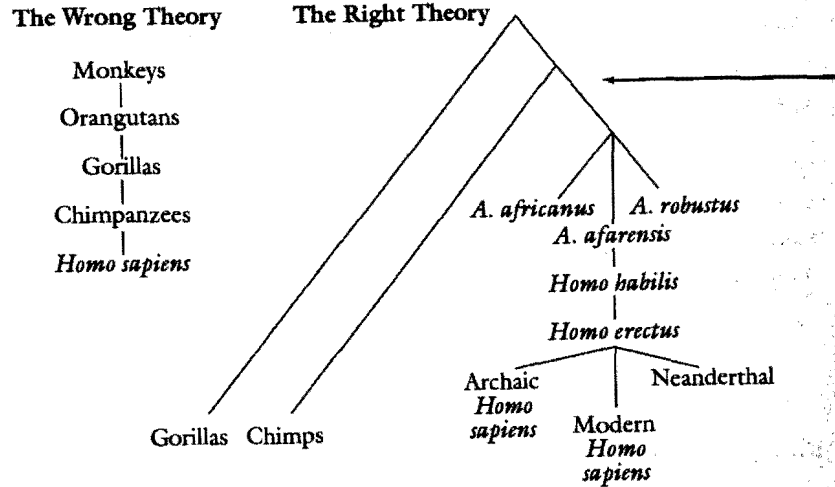 The Wrong Theory
Monkeys
Orangutans
Gorillas
Chimpanzees
Homo sapiens
The Right Theory
A. africanus
A. robustus
A. afarensis
Homo habilis
Homo erectus
Archaic
Homo
sapiens
Modern
Homo
sapiens
Neanderthal
Gorillas
Chimps